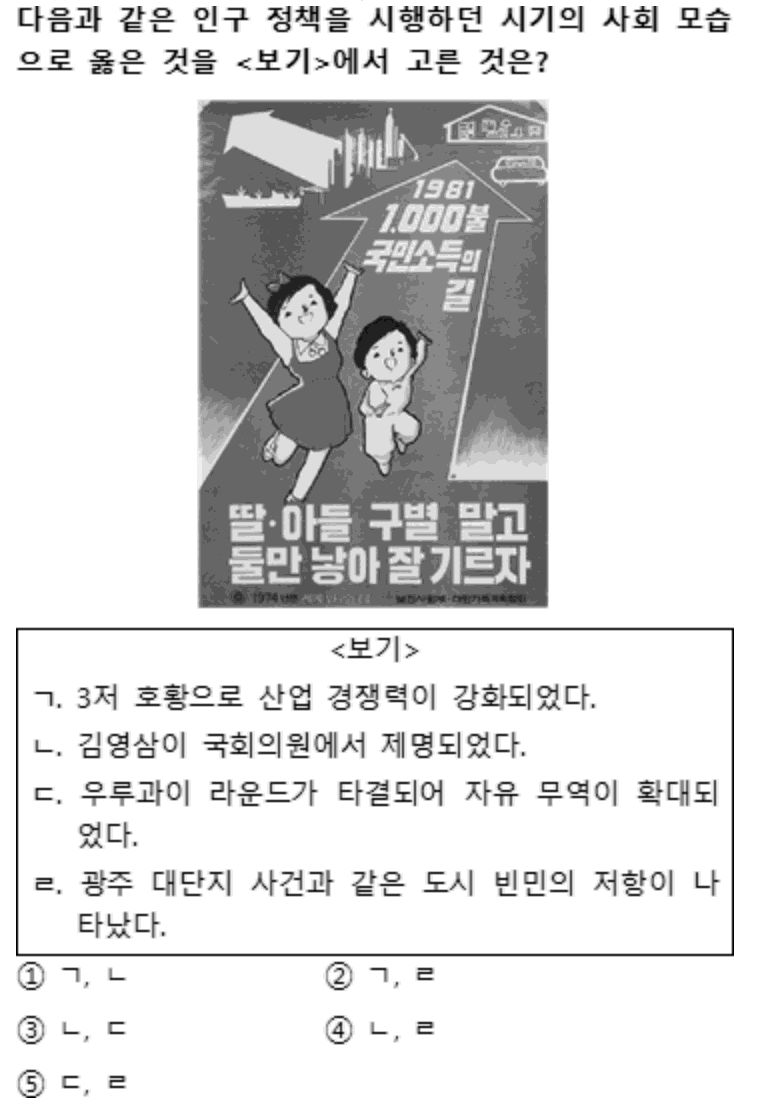 다음과 같은 인구 정책을 시행하던 시기의 사회 모습
으로 옳은 것을 <보기>에서 고른 것은?
1981
1.000불
국민소득의
길
딸·아들 구별 말고
둘만 낳아 잘 기르자
1974
<보기>
ㄱ. 3저 호황으로 산업 경쟁력이 강화되었다.
ㄴ. 김영삼이 국회의원에서 제명되었다.
ㄷ. 우루과이 라운드가 타결되어 자유 무역이 확대되
었다.
ㄹ. 광주 대단지 사건과 같은 도시 빈민의 저항이 나
타났다.
① ㄱ, ㄴ
② ㄱ, ㄹ
③ ㄴ, ㄷ
④ ㄴ, ㄹ
⑤ ㄷ, ㄹ